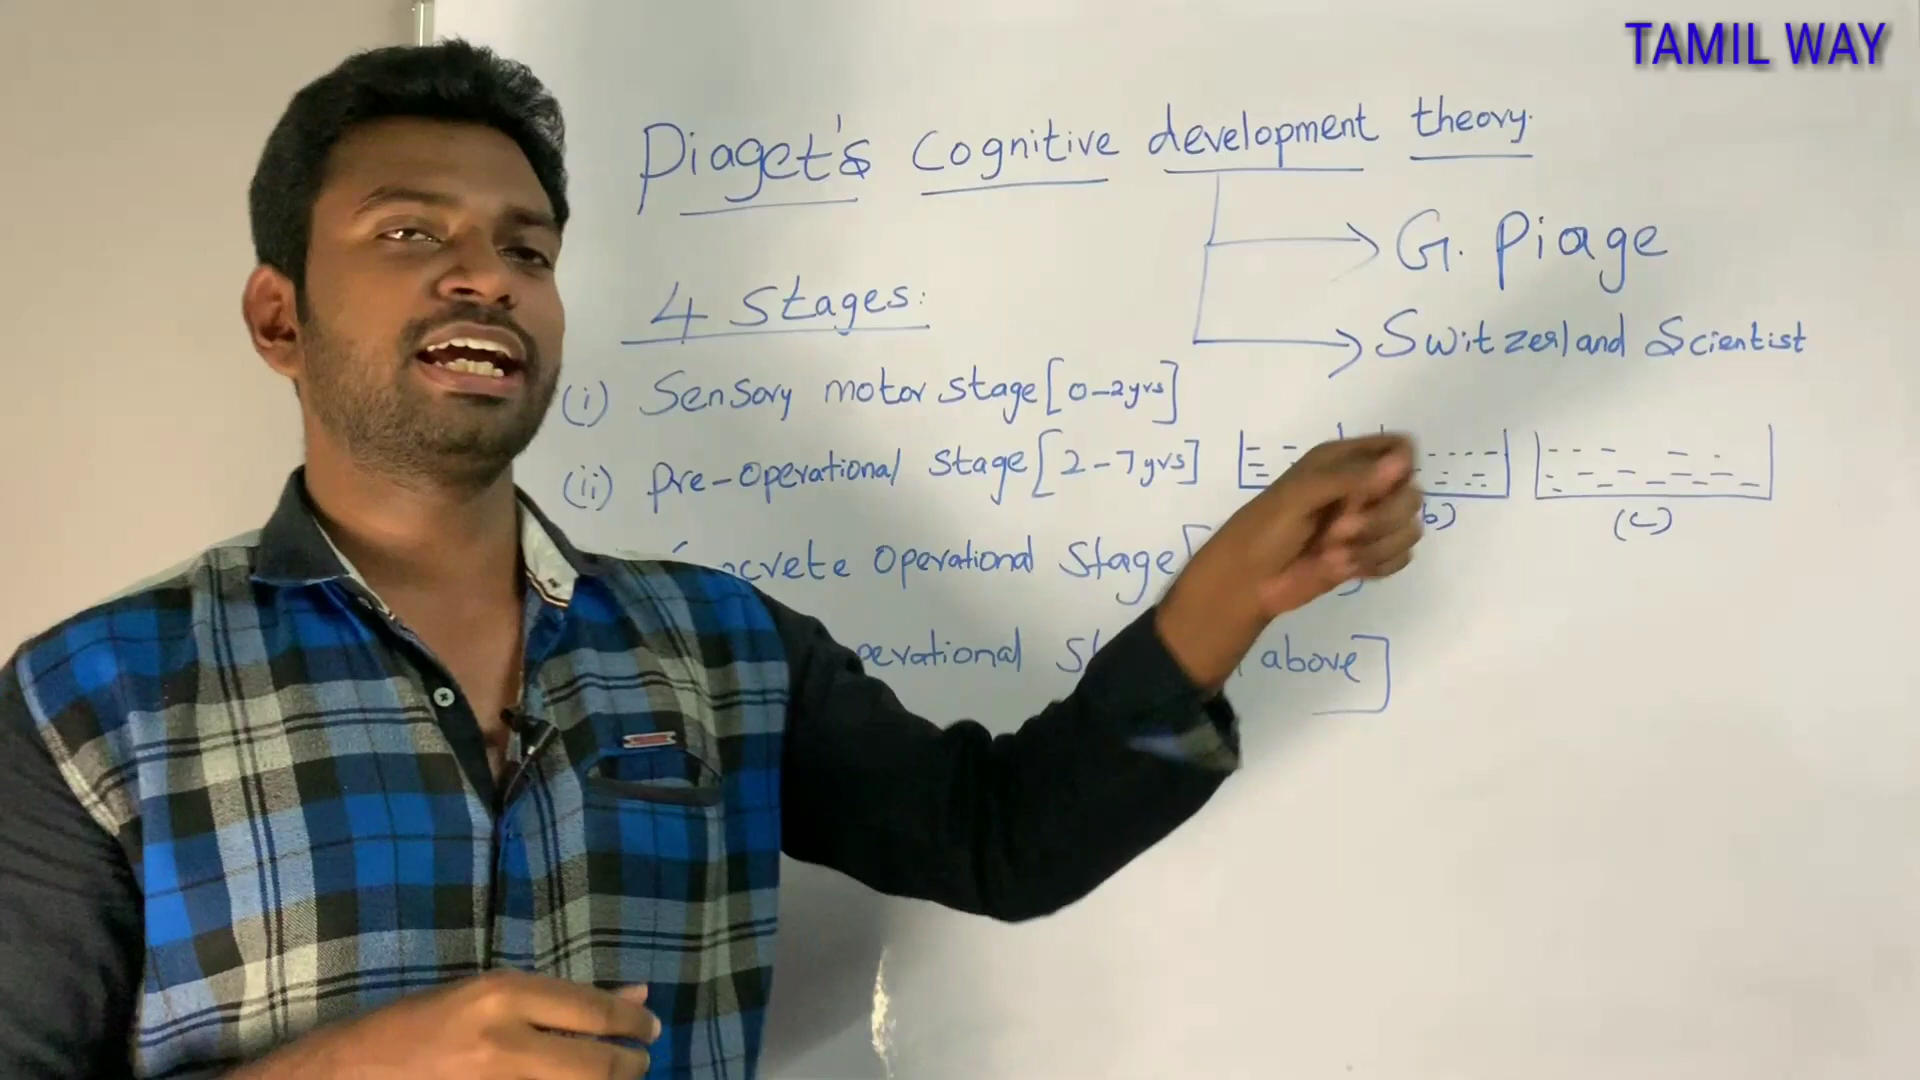 TAMIL WAY
Piaget's Cognitive development theory.
G. Piage
4 Stages:
Switzerland Scientist
(i) Sensory motor stage [0-2yrs]
(ii) Pre-Operational Stage [2-7yrs]
(c)
Operational Stage [
above]